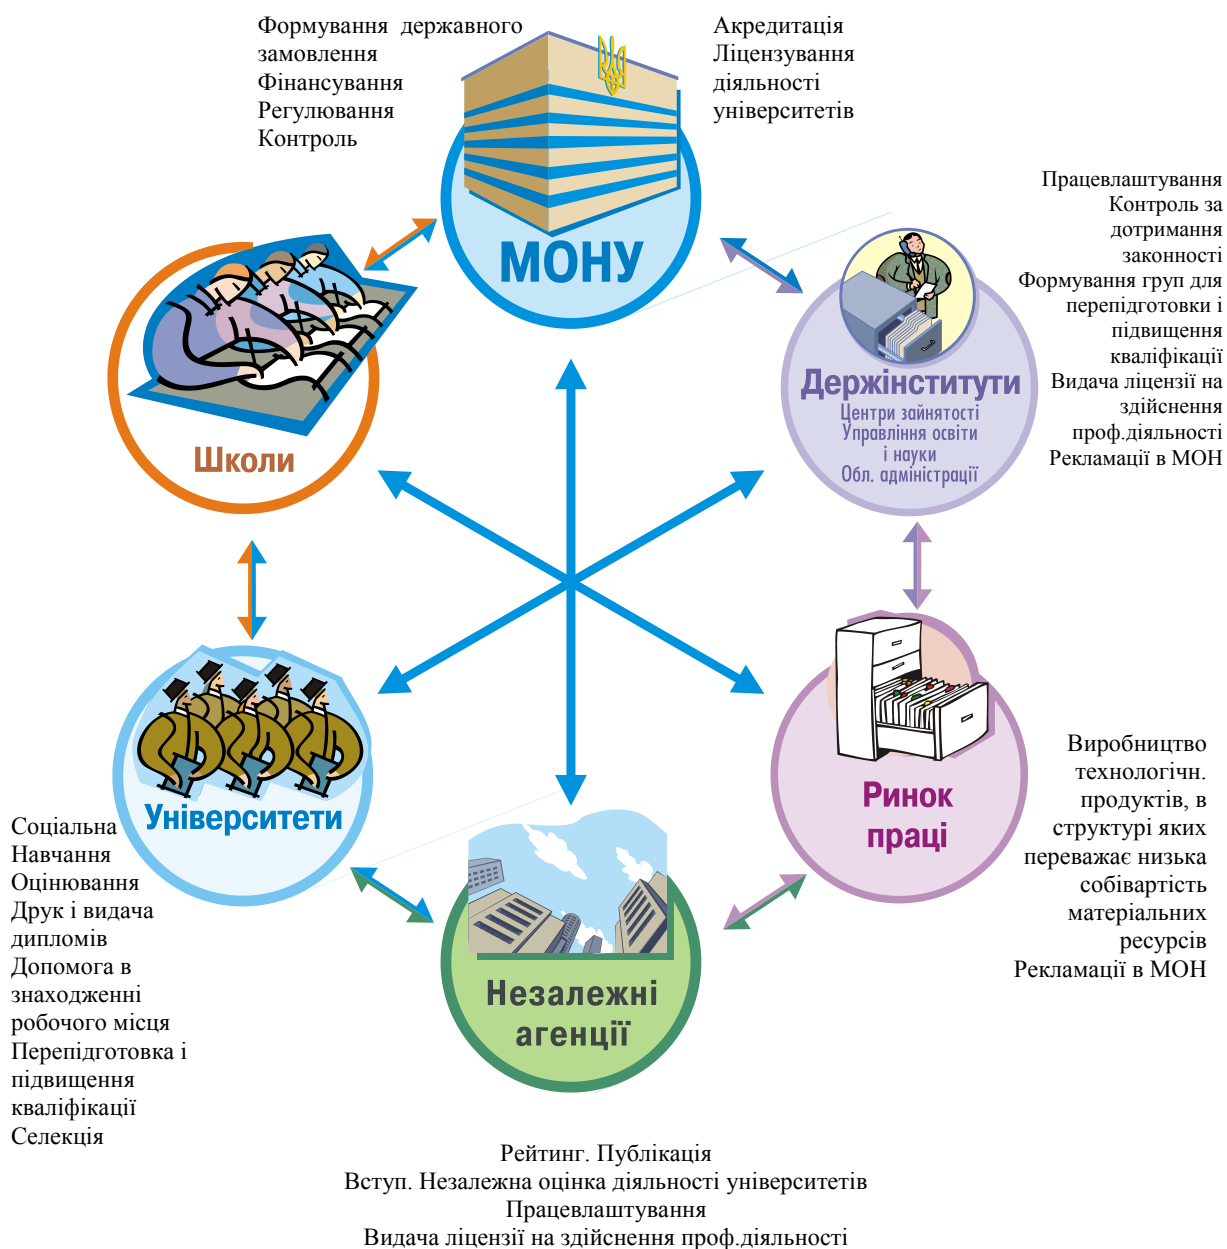 Формування державного
замовлення
Фінансування
Регулювання
Контроль
Акредитація
Ліцензування
діяльності
університетів
МОНУ
Працевлаштування
Контроль за
дотримання
законності
Формування груп для
перепідготовки і
підвищення
кваліфікації
Видача ліцензії на
здійснення
проф.діяльності
Рекламації в МОН
Держінститути
Центри зайнятості
Управління освіти
і науки
Обл. адміністрації
Школи
Університети
Ринок
праці
Виробництво
технологічн.
продуктів, в
структурі яких
переважає низька
собівартість
матеріальних
ресурсів
Рекламації в МОН
Соціальна
Навчання
Оцінювання
Друк і видача
дипломів
Допомога в
знаходженні
робочого місця
Перепідготовка і
підвищення
кваліфікації
Селекція
Незалежні
агенції
Рейтинг. Публікація
Вступ. Незалежна оцінка діяльності університетів
Працевлаштування
Видача ліцензії на здійснення проф.діяльності